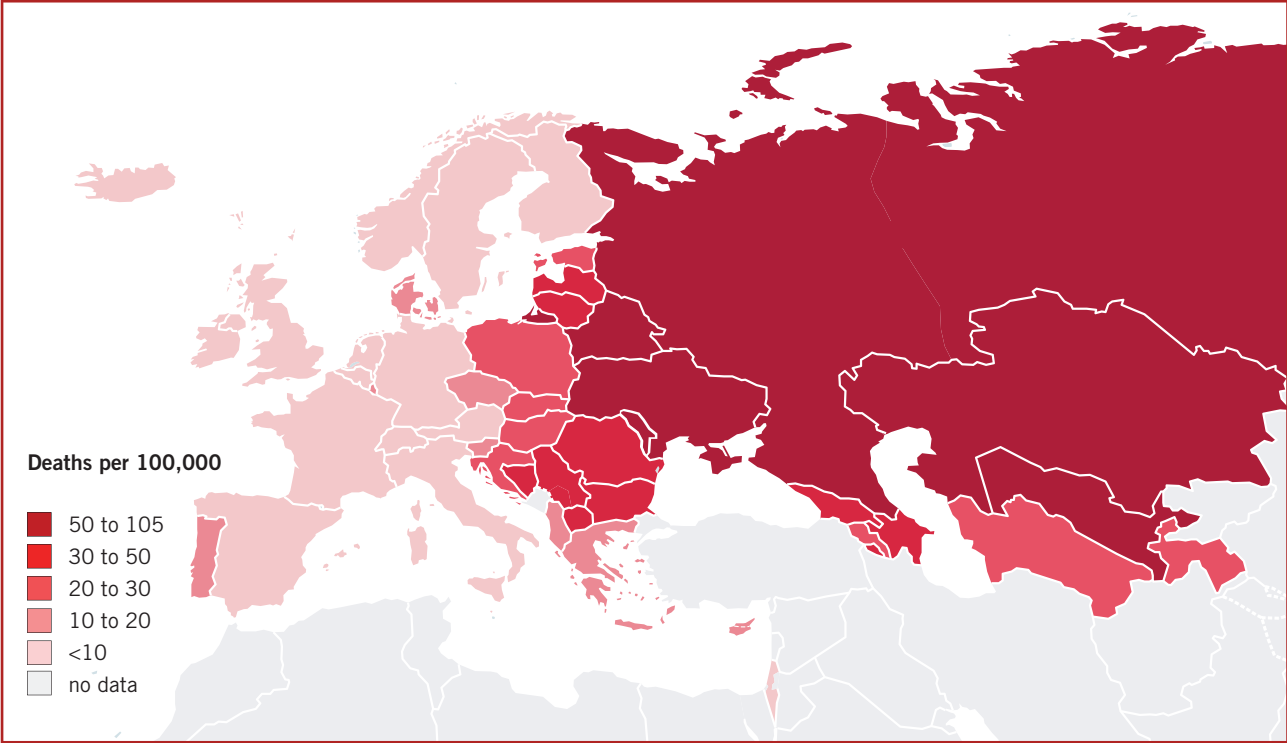 Deaths per 100,000
50 to 105
30 to 50
20 to 30
10 to 20
<10
no data